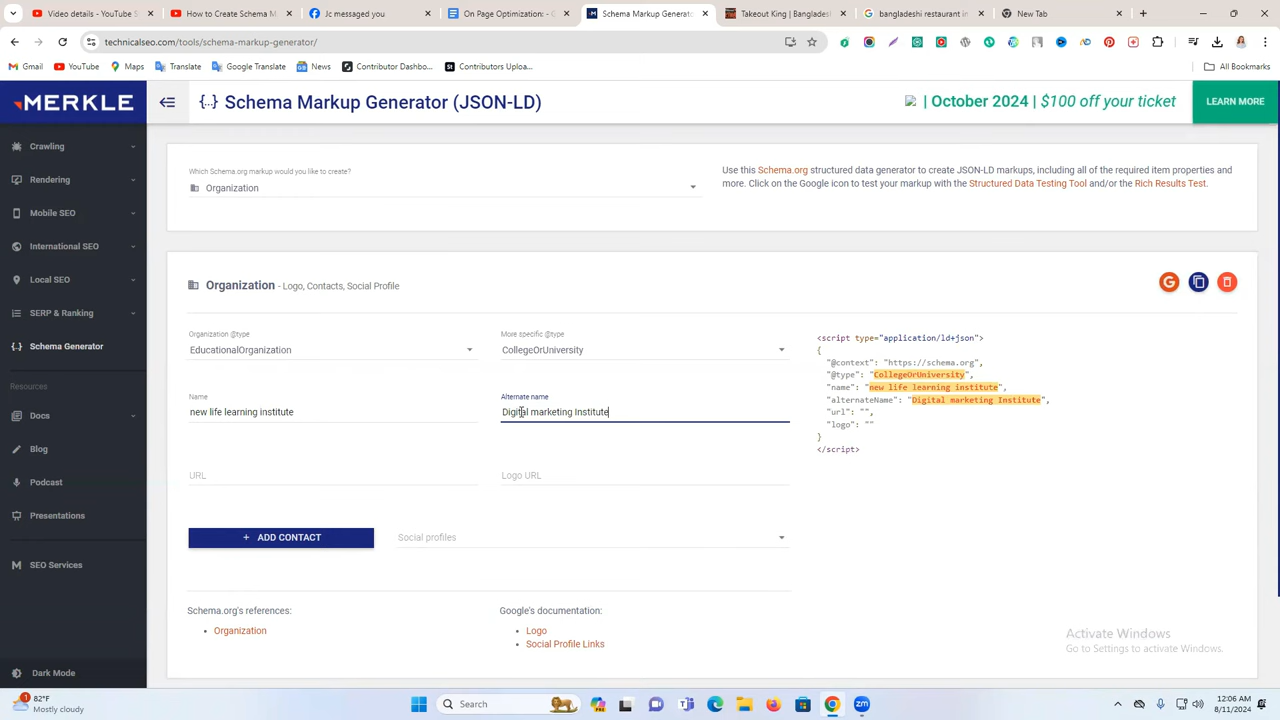 Video details - YouTube Stud
How To Do Schema Markup
Facebook
Messaged you
Planning on Pages - G
Schema Markup Generato
Takeout King | Bangladesh
bangladeshi restaurant in
New Tab
technicalseo.com/tools/schema-markup-generator/
Gmail
YouTube
Maps
Translate
Google Translate
News
Contributor Dashbo...
Contributors Uploa...
All Bookmarks
MERKLE
{..} Schema Markup Generator (JSON-LD)
| October 2024 | $100 off your ticket
LEARN MORE
Crawling
Rendering
Mobile SEO
International SEO
Local SEO
SERP & Ranking
Schema Generator
Resources
Docs
Blog
Podcast
Presentations
SEO Services
Dark Mode
Which Schema.org markup would you like to create?
Organization
Use this Schema.org structured data generator to create JSON-LD markups, including all of the required item properties and
more. Click on the Google icon to test your markup with the Structured Data Testing Tool and/or the Rich Results Test.
Organization - Logo, Contacts, Social Profile
Organization @type
EducationalOrganization
More specific @type
CollegeOrUniversity
Name
new life learning institute
Alternate name
Digital marketing Institute
URL
Logo URL
+ ADD CONTACT
Social profiles
Schema.org's references:
Organization
Google's documentation:
Logo
Social Profile Links
<script type="application/ld+json">
{
"@context": "https://schema.org",
"@type": "CollegeOrUniversity",
"name": "new life learning institute",
"alternateName": "Digital marketing Institute",
"url": "",
"logo": ""
}
</script>
Activate Windows
Go to Settings to activate Windows.
82°F
Mostly cloudy
Search
12:06 AM
8/11/2024